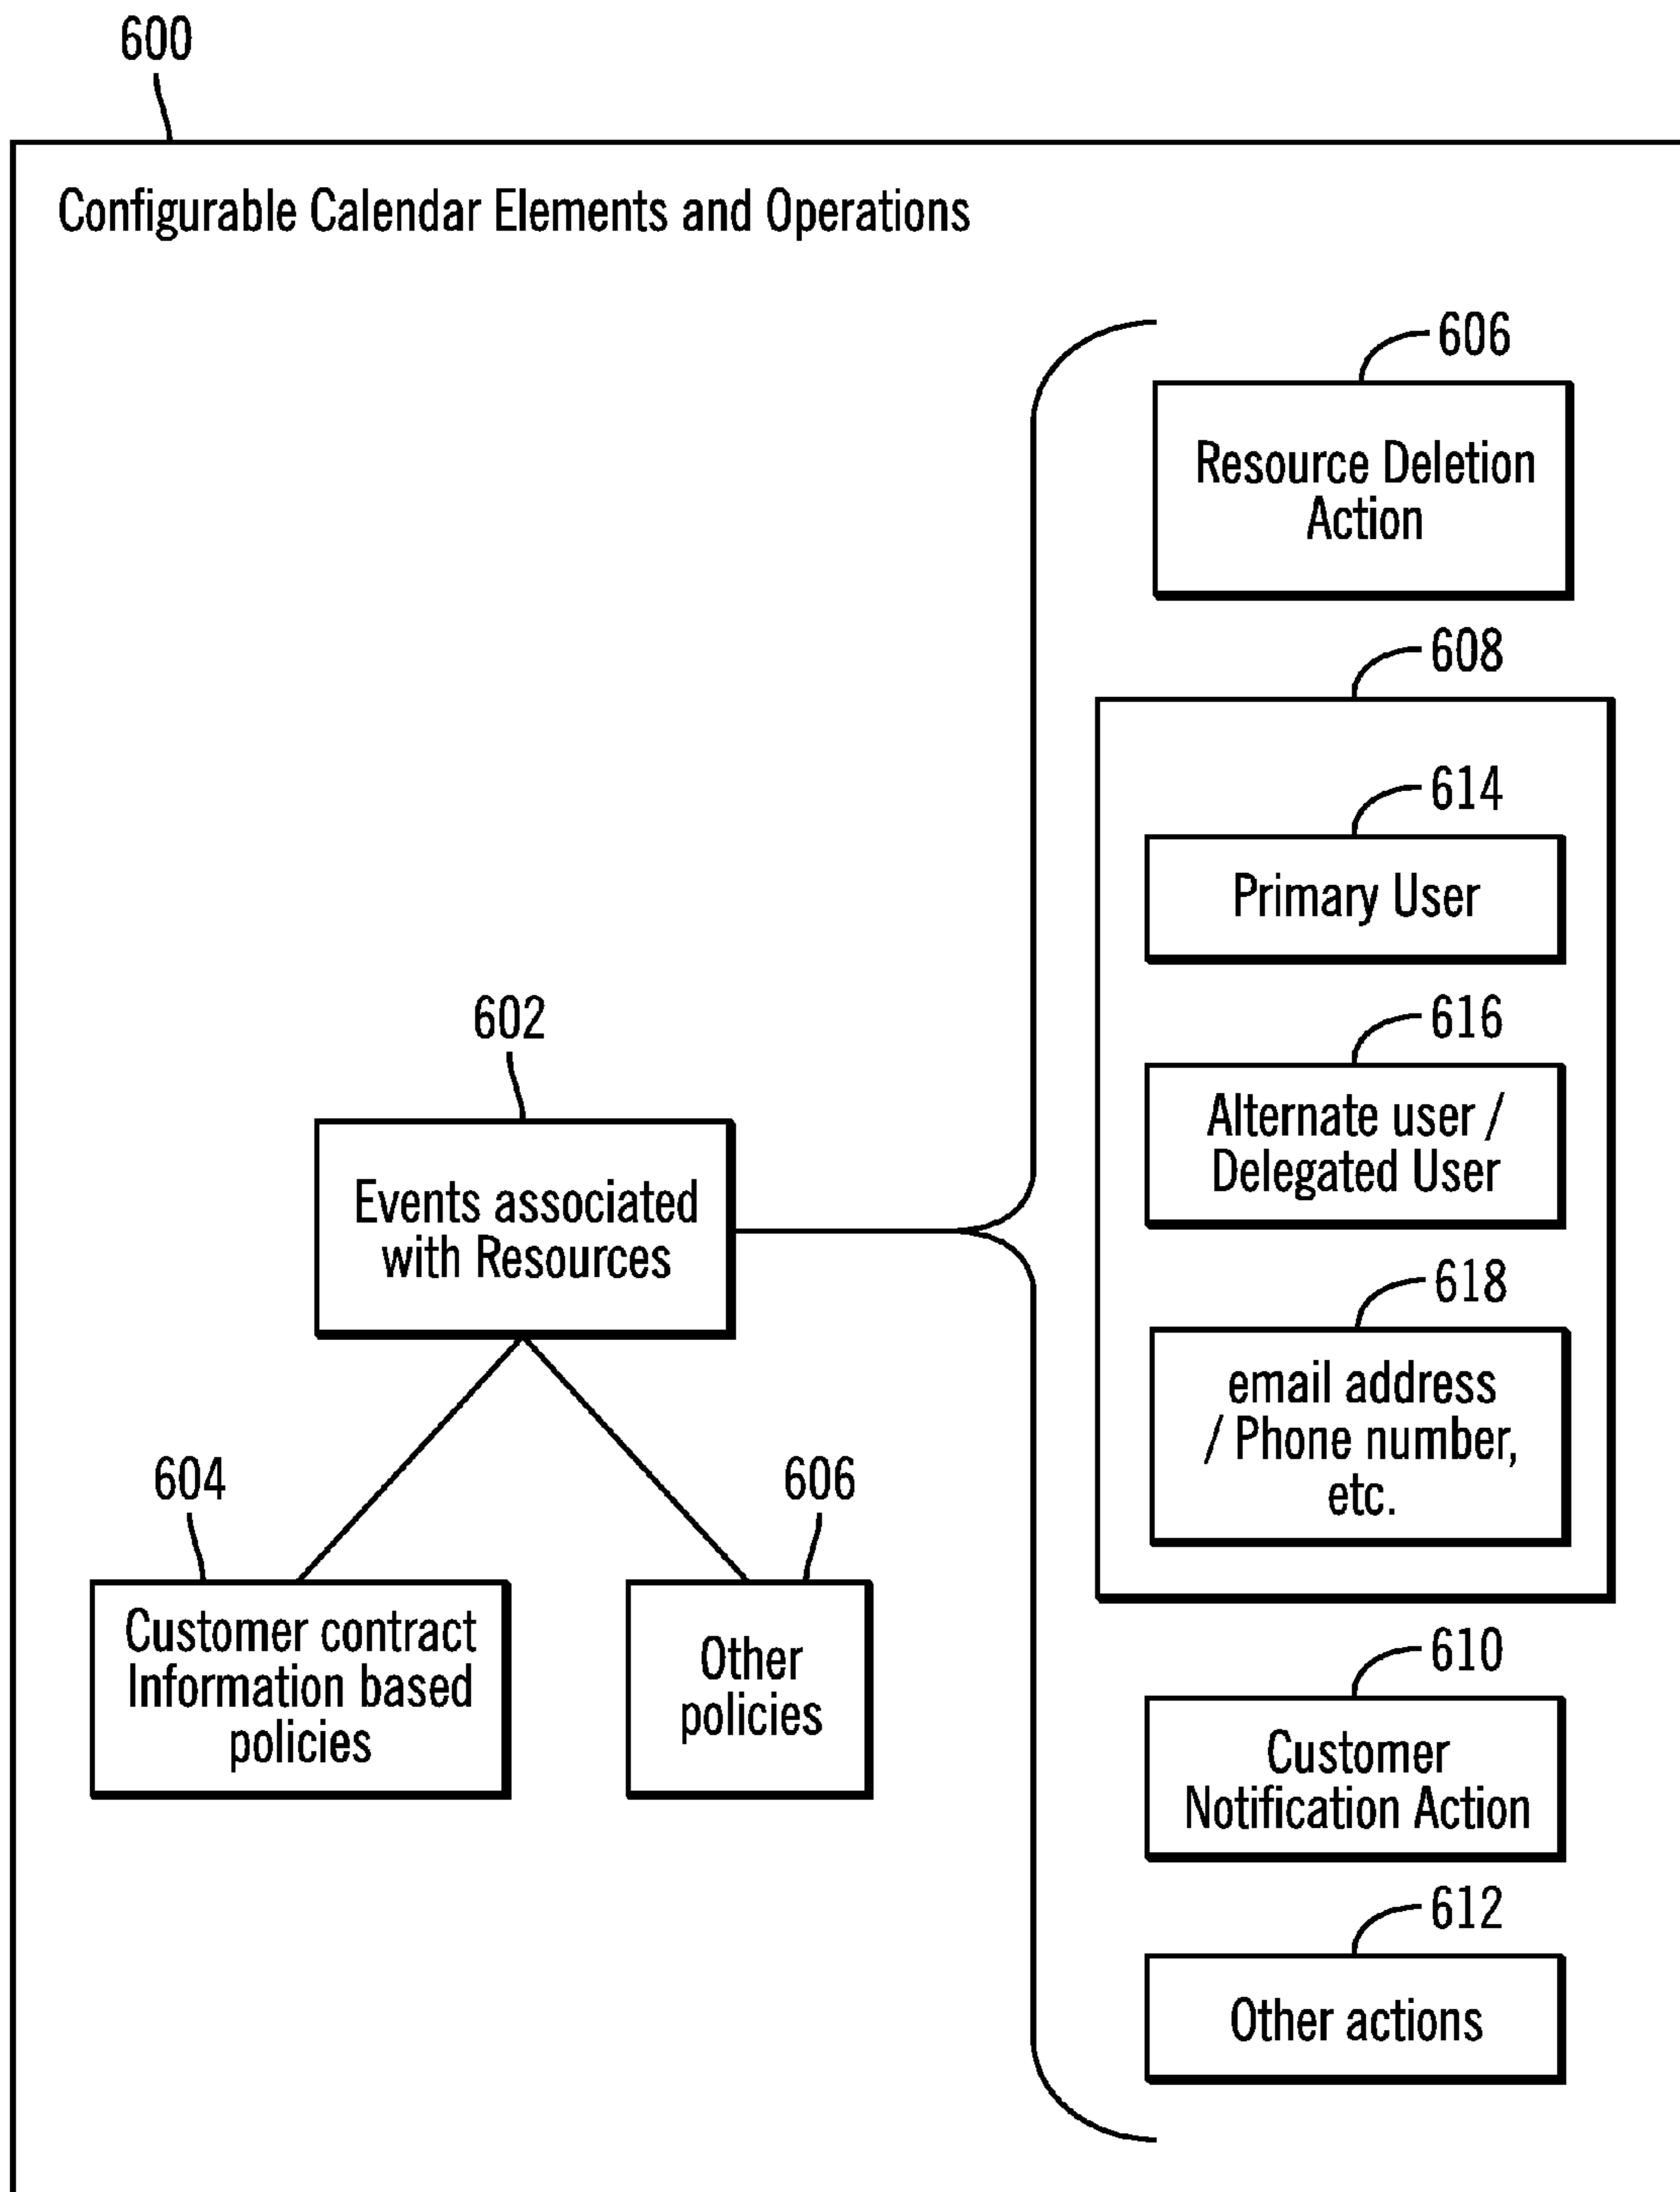 600
Configurable Calendar Elements and Operations
606
Resource Deletion
Action
608
614
Primary User
616
Alternate user /
Delegated User
618
email address
/ Phone number,
etc.
602
Events associated
with Resources
604
Customer contract
Information based
policies
606
Other
policies
610
Customer
Notification Action
612
Other actions